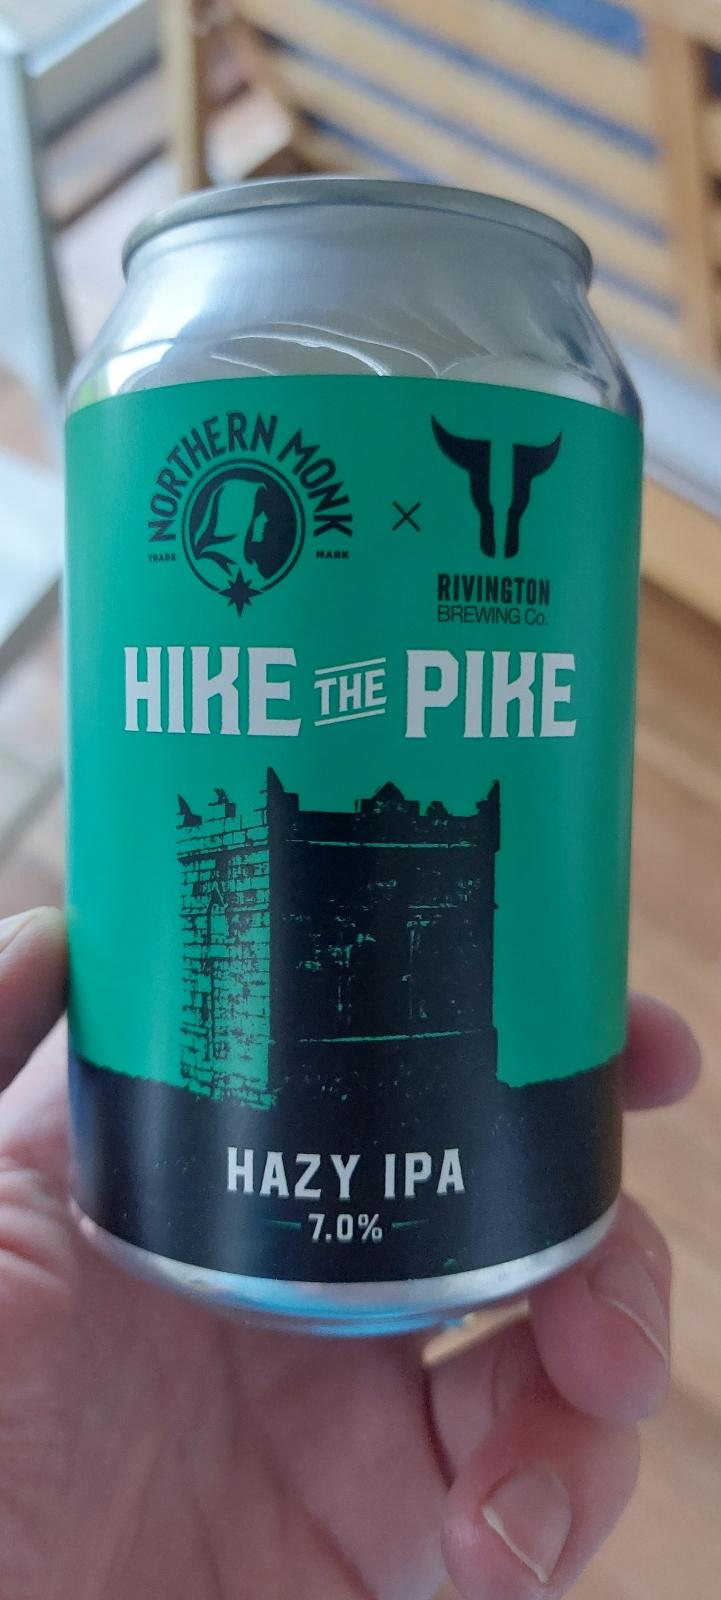 NORTHERN MONK
TRADE MARK
X
RIVINGTON
BREWING Co.
HIKE THE PIKE
HAZY IPA
7.0%